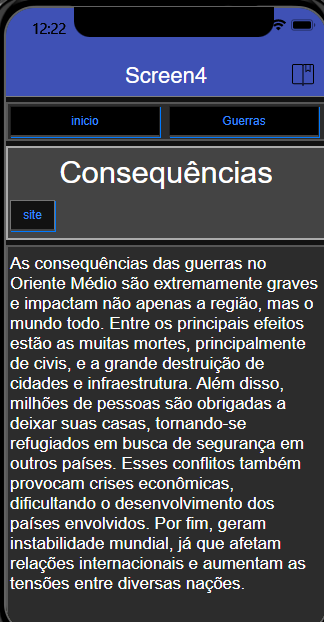 12:22
Screen4
inicio
Guerras
Consequências
site
As consequências das guerras no
Oriente Médio são extremamente graves
e impactam não apenas a região, mas o
mundo todo. Entre os principais efeitos
estão as muitas mortes, principalmente
de civis, e a grande destruição de
cidades e infraestrutura. Além disso,
milhões de pessoas são obrigadas a
deixar suas casas, tornando-se
refugiados em busca de segurança em
outros países. Esses conflitos também
provocam crises econômicas,
dificultando o desenvolvimento dos
países envolvidos. Por fim, geram
instabilidade mundial, já que afetam
relações internacionais e aumentam as
tensões entre diversas nações.